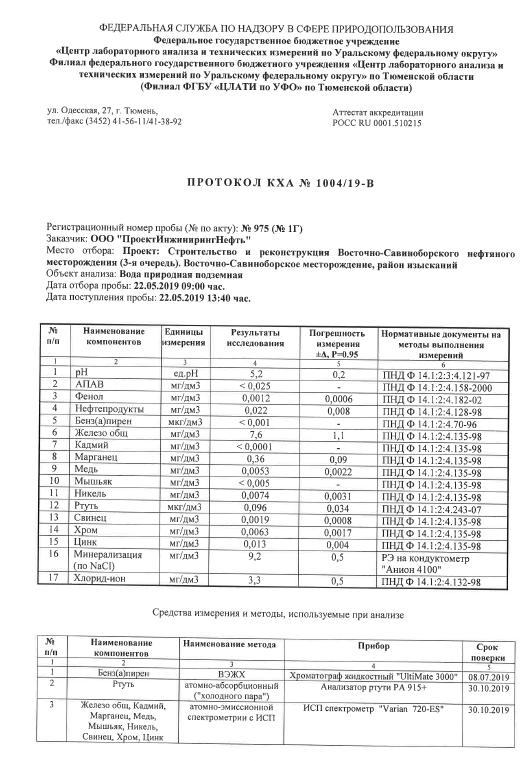 ФЕДЕРАЛЬНАЯ СЛУЖБА ПО НАДЗОРУ В СФЕРЕ ПРИРОДОПОЛЬЗОВАНИЯ
Федеральное государственное бюджетное учреждение
«Центр лабораторного анализа и технических измерений по Уральскому федеральному округу»
Филиал федерального государственного бюджетного учреждения «Центр лабораторного анализа и
технических измерений по Уральскому федеральному округу» по Тюменской области
(Филиал ФГБУ «ЦЛАТИ по УФО» по Тюменской области)
ул. Одесская, 27, г. Тюмень, Аттестат аккредитации
тел./факс (3452) 41-56-11/41-38-92 РОСС RU 0001.510215
ПРОТОКОЛ КХА № 1004/19-В
Регистрационный номер пробы (№ по акту): № 975 (№ 1Г)
Заказчик: ООО "ПроектИнжинирингНефть"
Место отбора: Проект: Строительство и реконструкция Восточно-Савиноборского нефтяного
месторождения (3-я очередь). Восточно-Савиноборское месторождение, район изысканий
Объект анализа: Вода природная подземная
Дата отбора пробы: 22.05.2019 09:00 час.
Дата поступления пробы: 22.05.2019 13:40 час.
№ Наименование Единицы Результаты Погрешность Нормативные документы на
п/п компонентов измерения исследования измерения методы выполнения
±Δ, P=0.95 измерений
1 2 3 4 5 6
1 pH ед.pH 5,2 0,2 ПНД Ф 14.1:2:3:4.121-97
2 АПАВ мг/дм3 < 0,025 - ПНД Ф 14.1:2:4.158-2000
3 Фенол мг/дм3 0,0012 0,0006 ПНД Ф 14.1:2:4.182-02
4 Нефтепродукты мг/дм3 0,022 0,008 ПНД Ф 14.1:2:4.128-98
5 Бенз(а)пирен мкг/дм3 < 0,001 - ПНД Ф 14.1:2:4.70-96
6 Железо общ мг/дм3 7,6 1,1 ПНД Ф 14.1:2:4.135-98
7 Кадмий мг/дм3 < 0,0001 - ПНД Ф 14.1:2:4.135-98
8 Марганец мг/дм3 0,36 0,09 ПНД Ф 14.1:2:4.135-98
9 Медь мг/дм3 0,0053 0,0022 ПНД Ф 14.1:2:4.135-98
10 Мышьяк мг/дм3 < 0,005 - ПНД Ф 14.1:2:4.135-98
11 Никель мг/дм3 0,0074 0,0031 ПНД Ф 14.1:2:4.135-98
12 Ртуть мкг/дм3 0,096 0,034 ПНД Ф 14.1:2:4.243-07
13 Свинец мг/дм3 0,0019 0,0008 ПНД Ф 14.1:2:4.135-98
14 Хром мг/дм3 0,0063 0,0017 ПНД Ф 14.1:2:4.135-98
15 Цинк мг/дм3 0,013 0,004 ПНД Ф 14.1:2:4.135-98
16 Минерализация мг/дм3 9,2 0,5 РЭ на кондуктометр
(по NaCl) "Анион 4100"
17 Хлорид-ион мг/дм3 3,3 0,5 ПНД Ф 14.1:2:4.132-98
Средства измерения и методы, используемые при анализе
№ Наименование Наименование метода Прибор Срок
п/п компонентов поверки
1 2 3 4 5
1 Бенз(а)пирен ВЭЖХ Хроматограф жидкостный "UltiMate 3000" 08.07.2019
2 Ртуть атомно-абсорбционный Анализатор ртути РА 915+ 30.10.2019
("холодного пара")
3 Железо общ, Кадмий, атомно-эмиссионной ИСП спектрометр "Varian 720-ES" 30.10.2019
Марганец, Медь, спектрометрии с ИСП
Мышьяк, Никель,
Свинец, Хром, Цинк